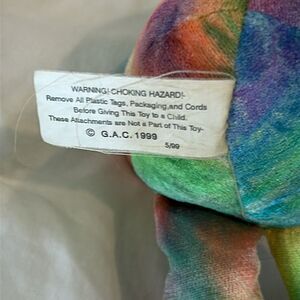 WARNING! CHOKING HAZARD!-
Remove All Plastic Tags, Packaging,and Cords
Before Giving This Toy to a Child.
These Attachments are Not a Part of This Toy-
© G.A.C. 1999
5/99